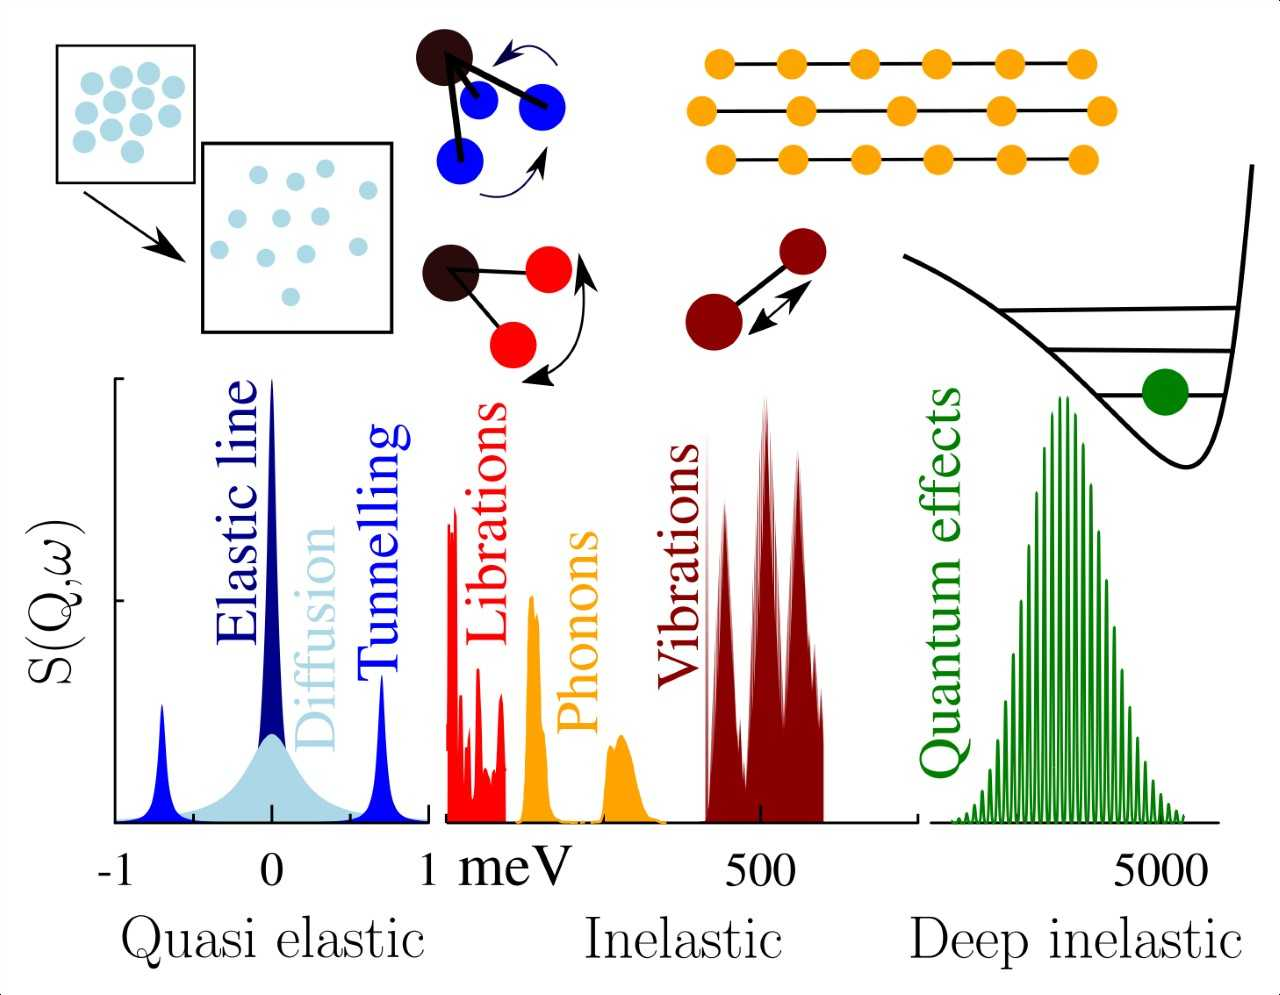 S(Q,ω)
Elastic line
Diffusion
Tunnelling
Librations
Phonons
Vibrations
Quantum effects
-1 0 1 meV 500 5000
Quasi elastic Inelastic Deep inelastic